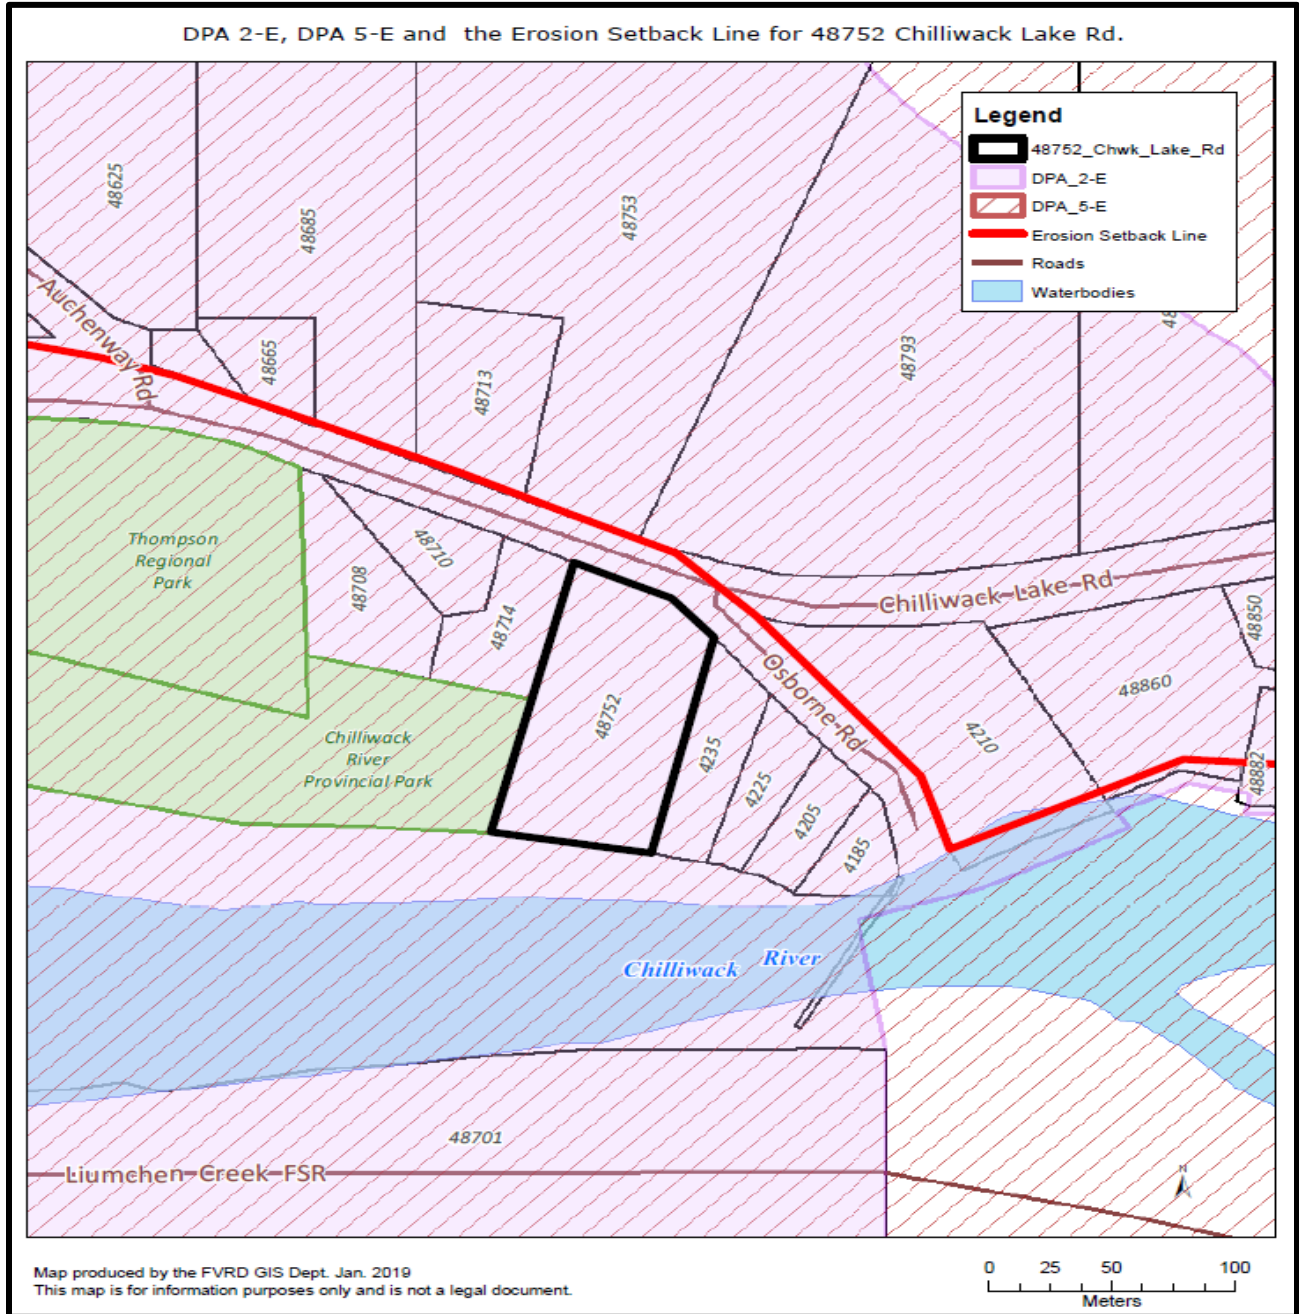 DPA 2-E, DPA 5-E and the Erosion Setback Line for 48752 Chilliwack Lake Rd.
Legend
48752_Chwk_Lake_Rd
DPA_2-E
DPA_5-E
Erosion Setback Line
Roads
Waterbodies
48625
48685
48753
Auchenway Rd
48665
48713
48793
48
Thompson
Regional
Park
48710
48708
48714
Chilliwack Lake Rd
48850
48860
48752
Osborne Rd
4210
4235
48882
Chilliwack
River
Provincial Park
4225
4205
4185
Chilliwack River
48701
Liumchen Creek FSR
N
Map produced by the FVRD GIS Dept. Jan. 2019
This map is for information purposes only and is not a legal document.
0 25 50 100
Meters